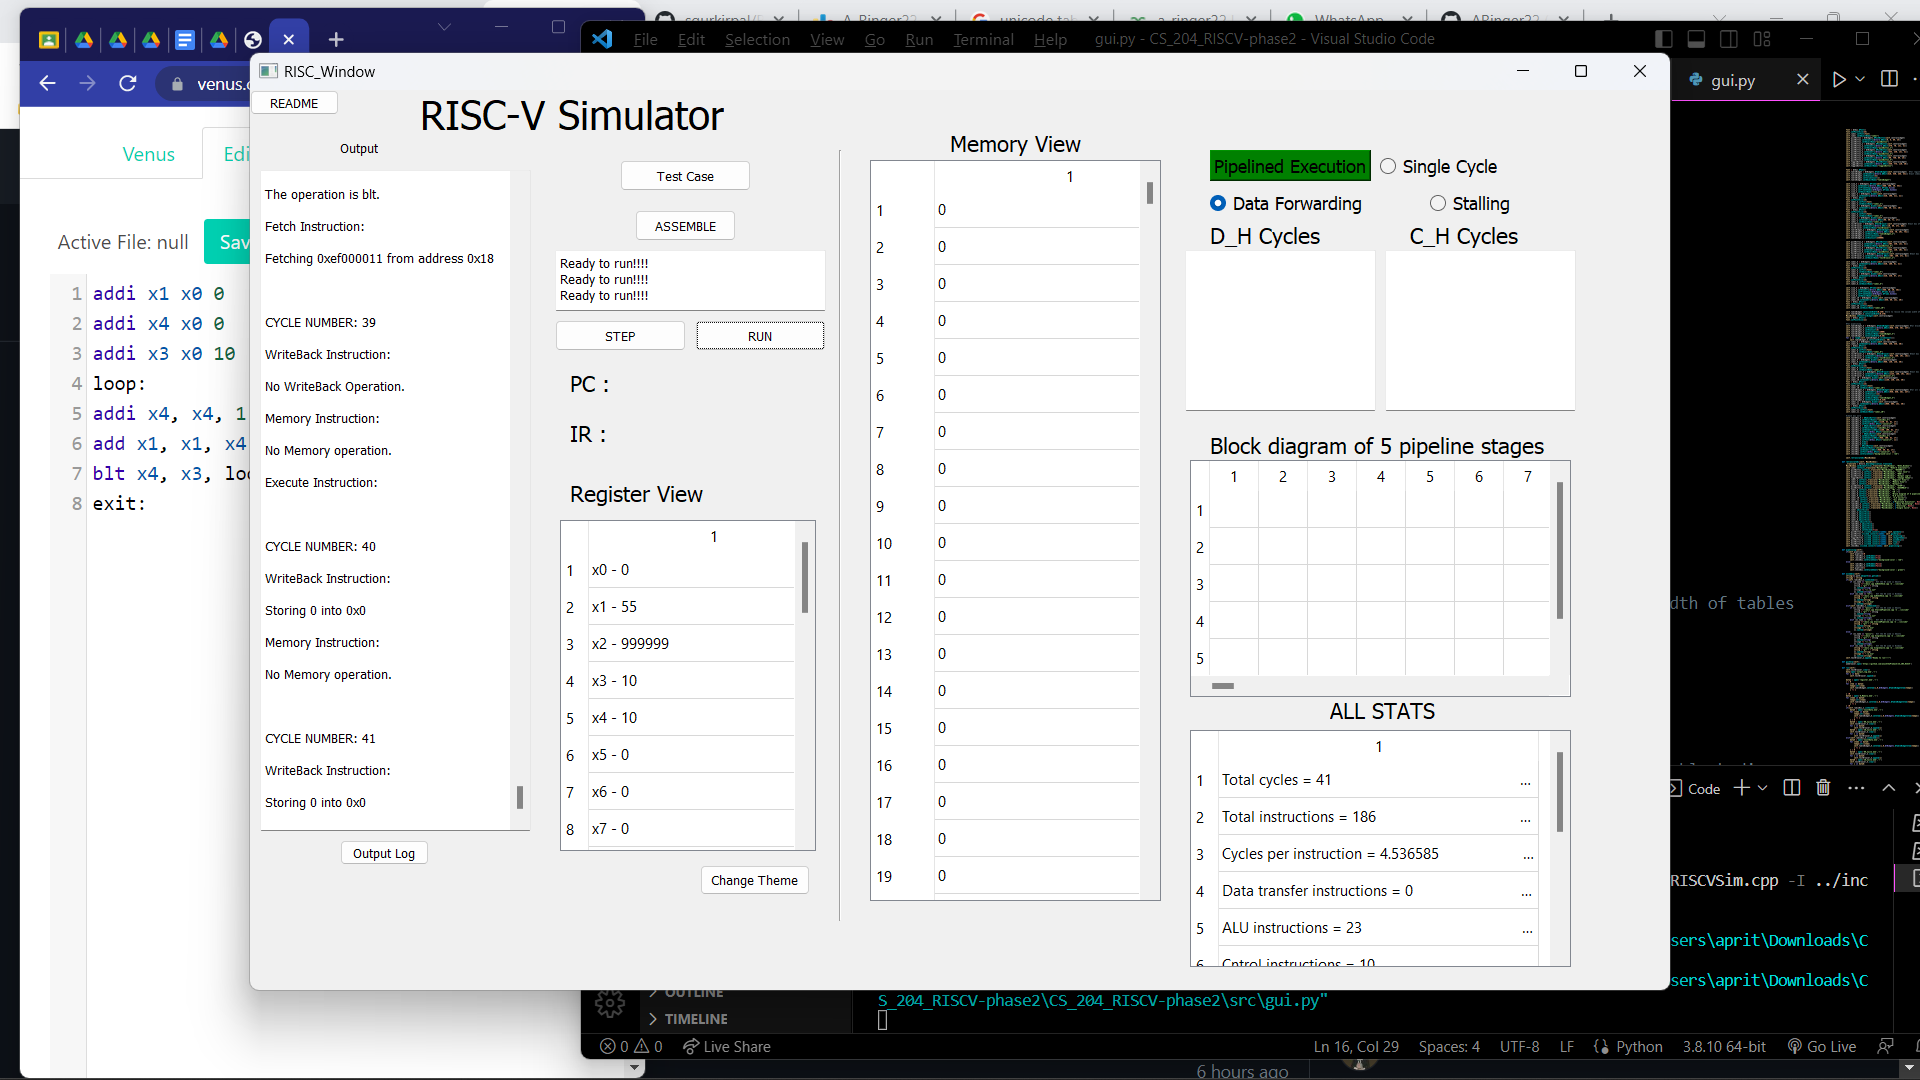 File Edit Selection View Go Run Terminal Help gui.py - CS_204_RISCV-phase2 - Visual Studio Code
gui.py
RISC_Window
README
RISC-V Simulator
Output
The operation is blt.
Fetch Instruction:
Fetching 0xef000011 from address 0x18
CYCLE NUMBER: 39
WriteBack Instruction:
No WriteBack Operation.
Memory Instruction:
No Memory operation.
Execute Instruction:
CYCLE NUMBER: 40
WriteBack Instruction:
Storing 0 into 0x0
Memory Instruction:
No Memory operation.
CYCLE NUMBER: 41
WriteBack Instruction:
Storing 0 into 0x0
Output Log
Test Case
ASSEMBLE
Ready to run!!!!
Ready to run!!!!
Ready to run!!!!
STEP RUN
PC :
IR :
Register View
1
1 x0 - 0
2 x1 - 55
3 x2 - 999999
4 x3 - 10
5 x4 - 10
6 x5 - 0
7 x6 - 0
8 x7 - 0
Change Theme
Memory View
1
1 0
2 0
3 0
4 0
5 0
6 0
7 0
8 0
9 0
10 0
11 0
12 0
13 0
14 0
15 0
16 0
17 0
18 0
19 0
Pipelined Execution Single Cycle
Data Forwarding Stalling
D_H Cycles C_H Cycles
Block diagram of 5 pipeline stages
1 2 3 4 5 6 7
1
2
3
4
5
ALL STATS
1
1 Total cycles = 41 ...
2 Total instructions = 186 ...
3 Cycles per instruction = 4.536585 ...
4 Data transfer instructions = 0 ...
5 ALU instructions = 23 ...
6 Cntrol instructions = 10
venus.c
Venus Edi
Active File: null Sav
1 addi x1 x0 0
2 addi x4 x0 0
3 addi x3 x0 10
4 loop:
5 addi x4, x4, 1
6 add x1, x1, x4
7 blt x4, x3, loo
8 exit:
dth of tables
Code
RISCVSim.cpp -I ../inc
sers\aprit\Downloads\C
sers\aprit\Downloads\C
S_204_RISCV-phase2\CS_204_RISCV-phase2\src\gui.py"
OUTLINE
TIMELINE
0 0 Live Share Ln 16, Col 29 Spaces: 4 UTF-8 LF Python 3.8.10 64-bit Go Live
6 hours ago